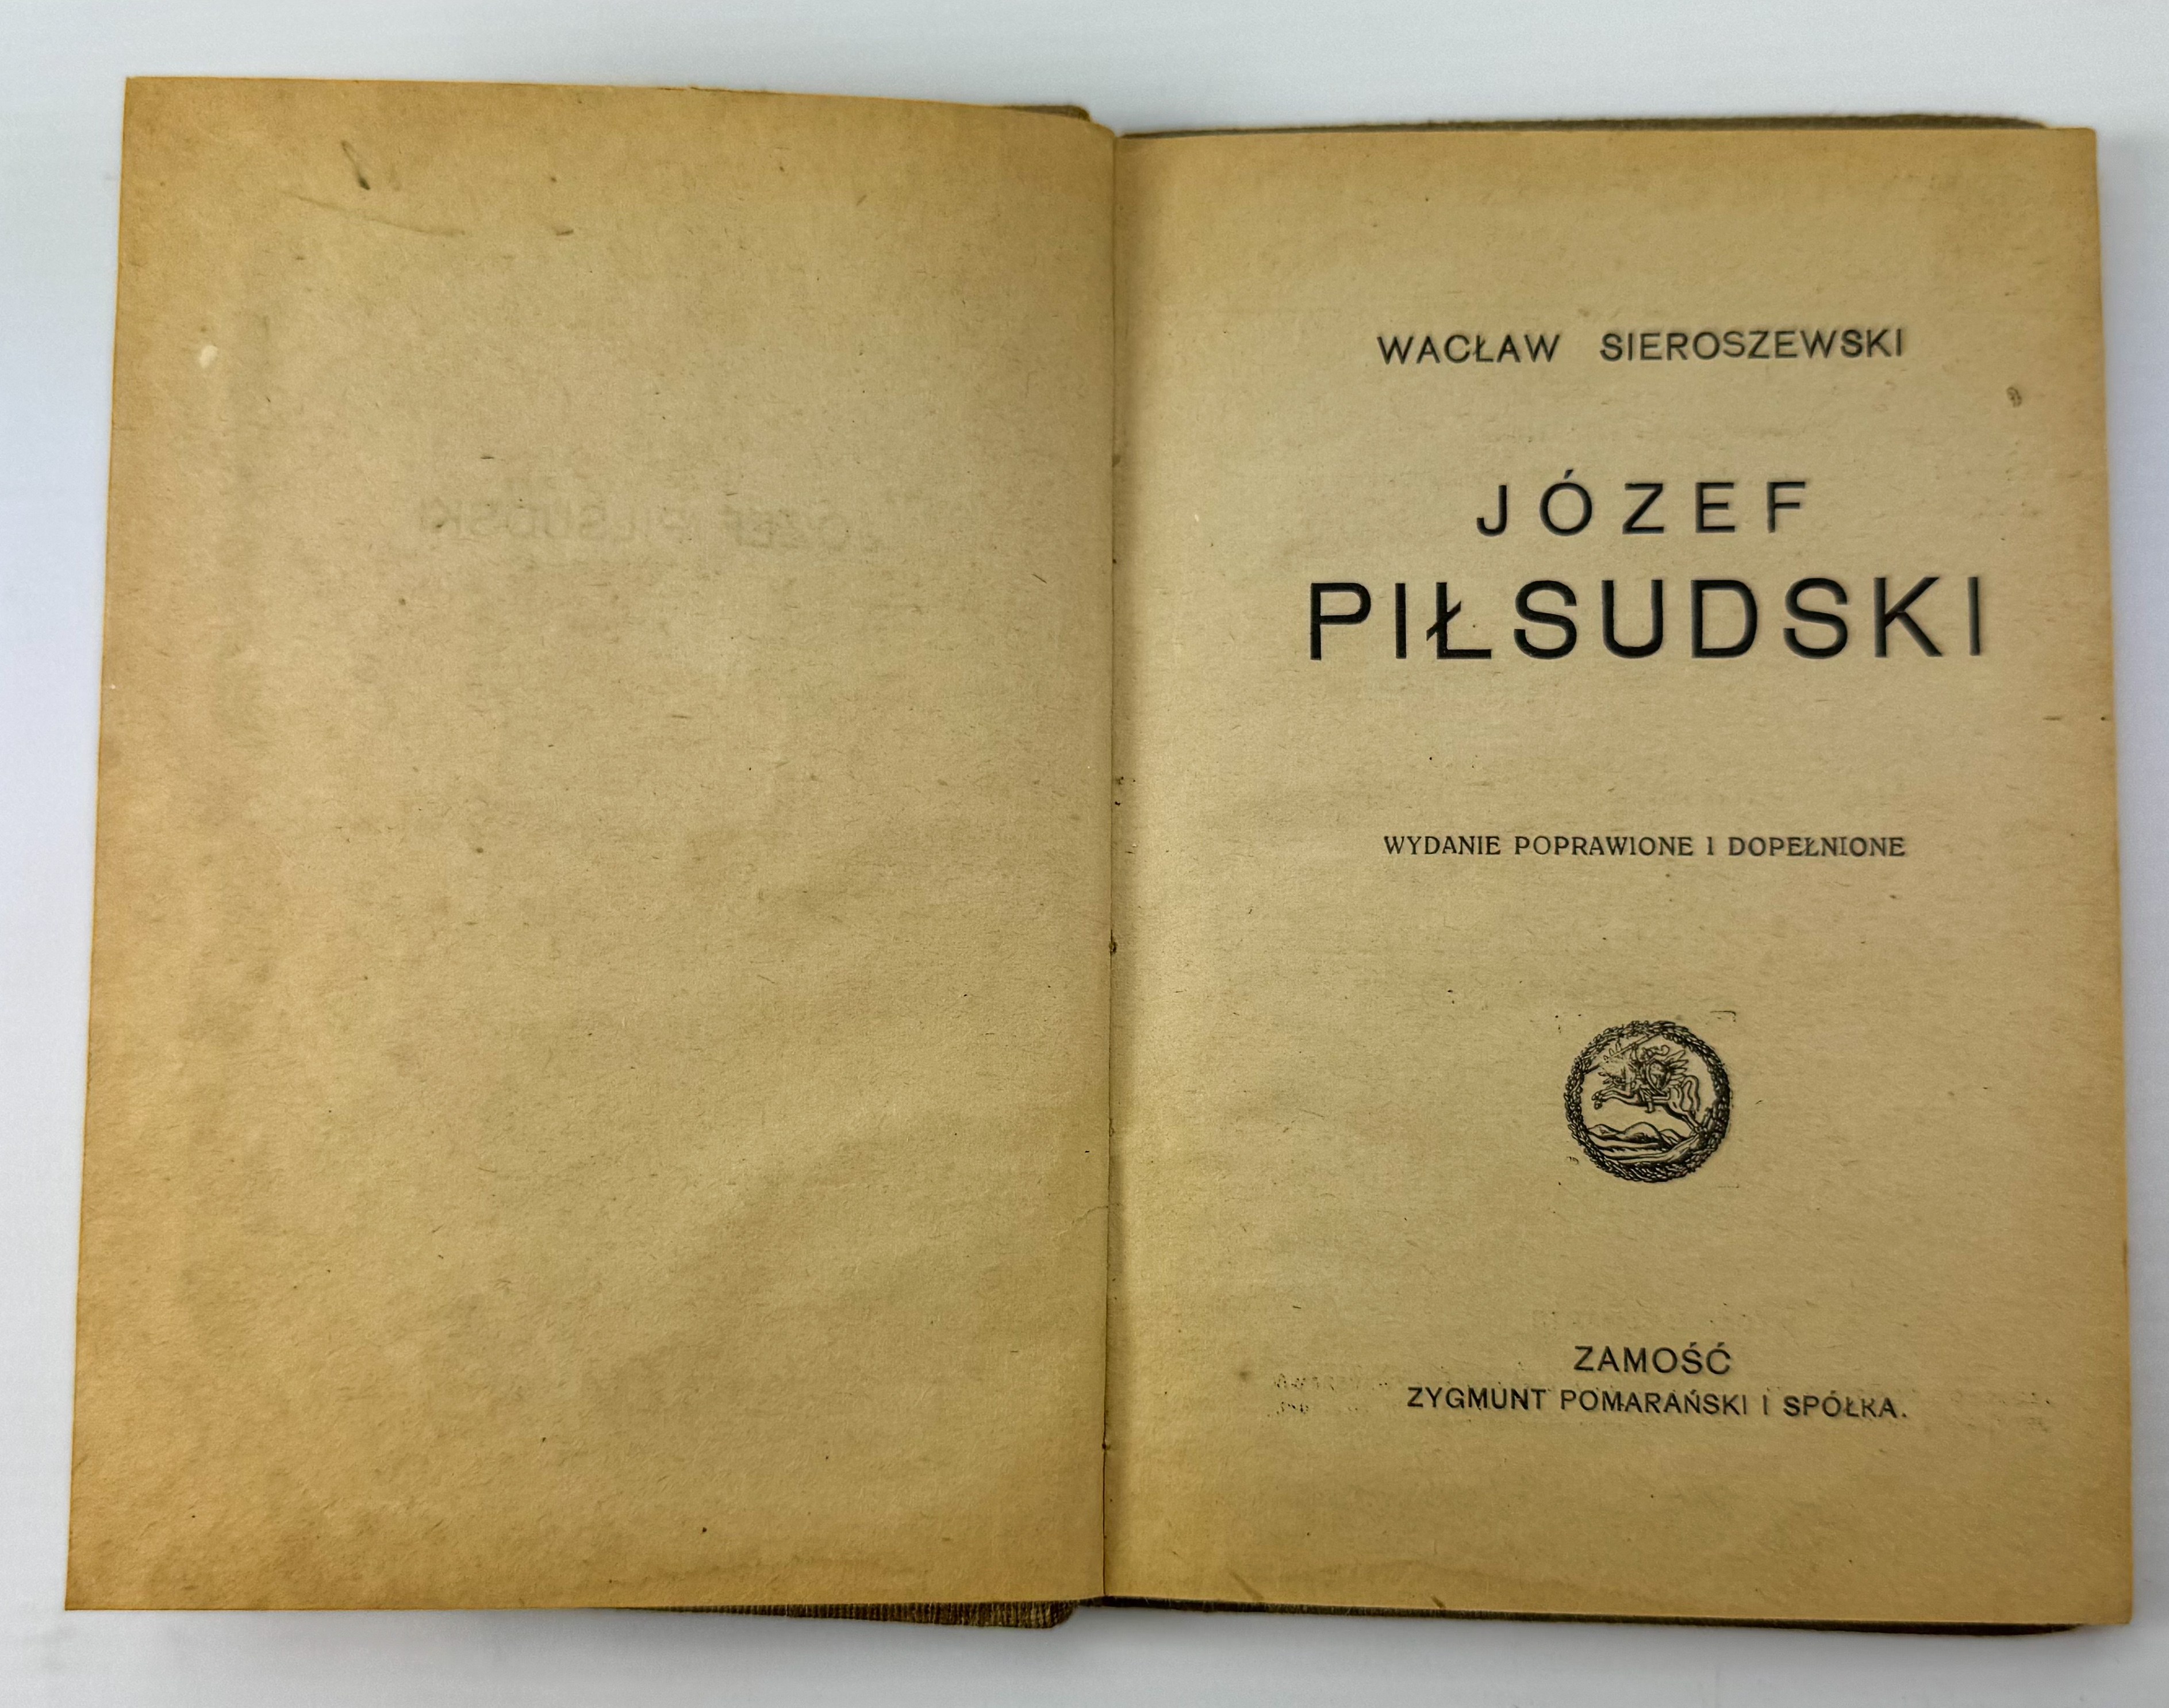 WACŁAW SIEROSZEWSKI
JÓZEF
PIŁSUDSKI
WYDANIE POPRAWIONE I DOPEŁNIONE
ZAMOŚĆ
ZYGMUNT POMARAŃSKI I SPÓŁKA.